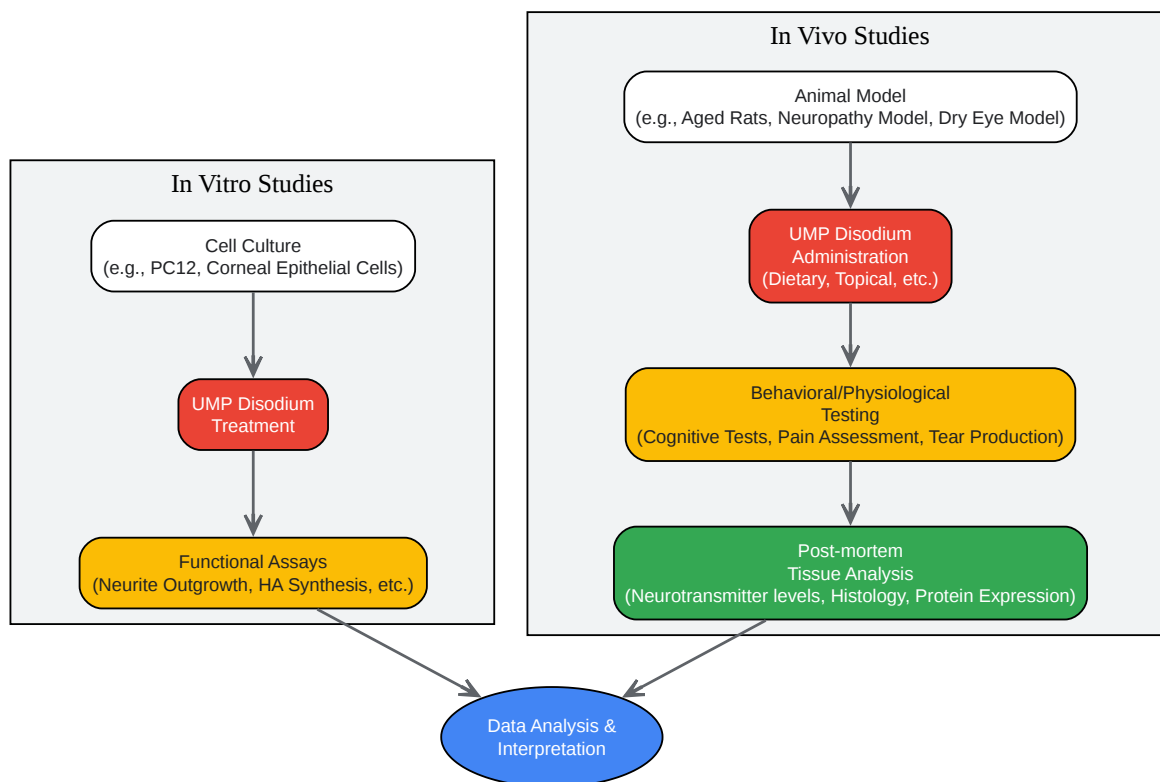 In Vitro Studies
Cell Culture
(e.g., PC12, Corneal Epithelial Cells)
UMP Disodium
Treatment
Functional Assays
(Neurite Outgrowth, HA Synthesis, etc.)
In Vivo Studies
Animal Model
(e.g., Aged Rats, Neuropathy Model, Dry Eye Model)
UMP Disodium
Administration
(Dietary, Topical, etc.)
Behavioral/Physiological
Testing
(Cognitive Tests, Pain Assessment, Tear Production)
Post-mortem
Tissue Analysis
(Neurotransmitter levels, Histology, Protein Expression)
Data Analysis &
Interpretation